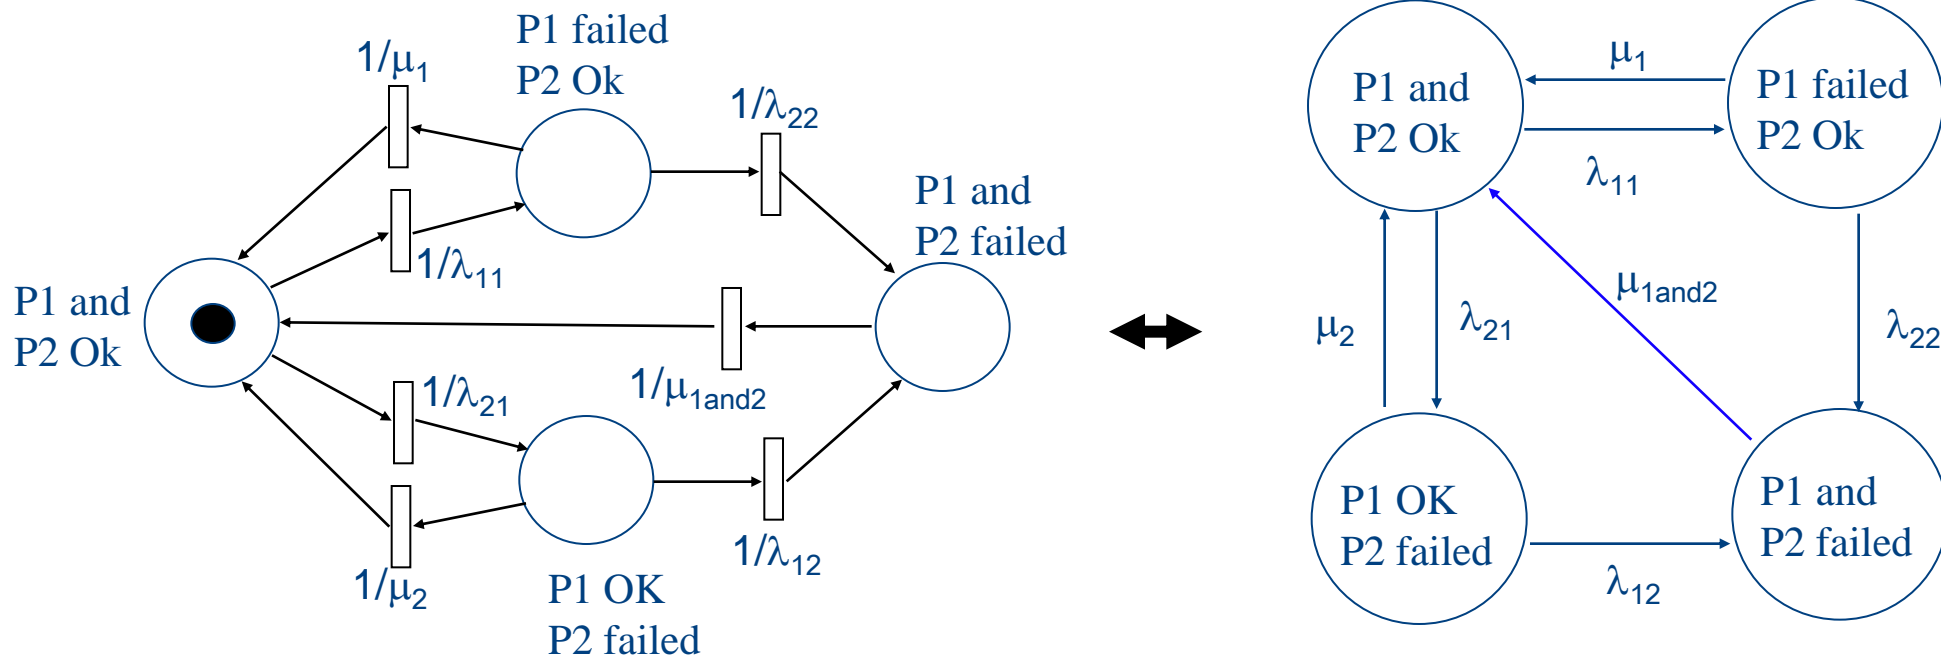 P1 failed
P2 Ok
1/μ₁
1/λ₂₂
P1 and
P2 failed
1/λ₁₁
P1 and
P2 Ok
1/λ₂₁
1/μ₁and2
1/μ₂
1/λ₁₂
P1 OK
P2 failed
P1 and
P2 Ok
μ₁
λ₁₁
P1 failed
P2 Ok
μ₂
λ₂₁
μ₁and2
λ₂₂
P1 OK
P2 failed
λ₁₂
P1 and
P2 failed